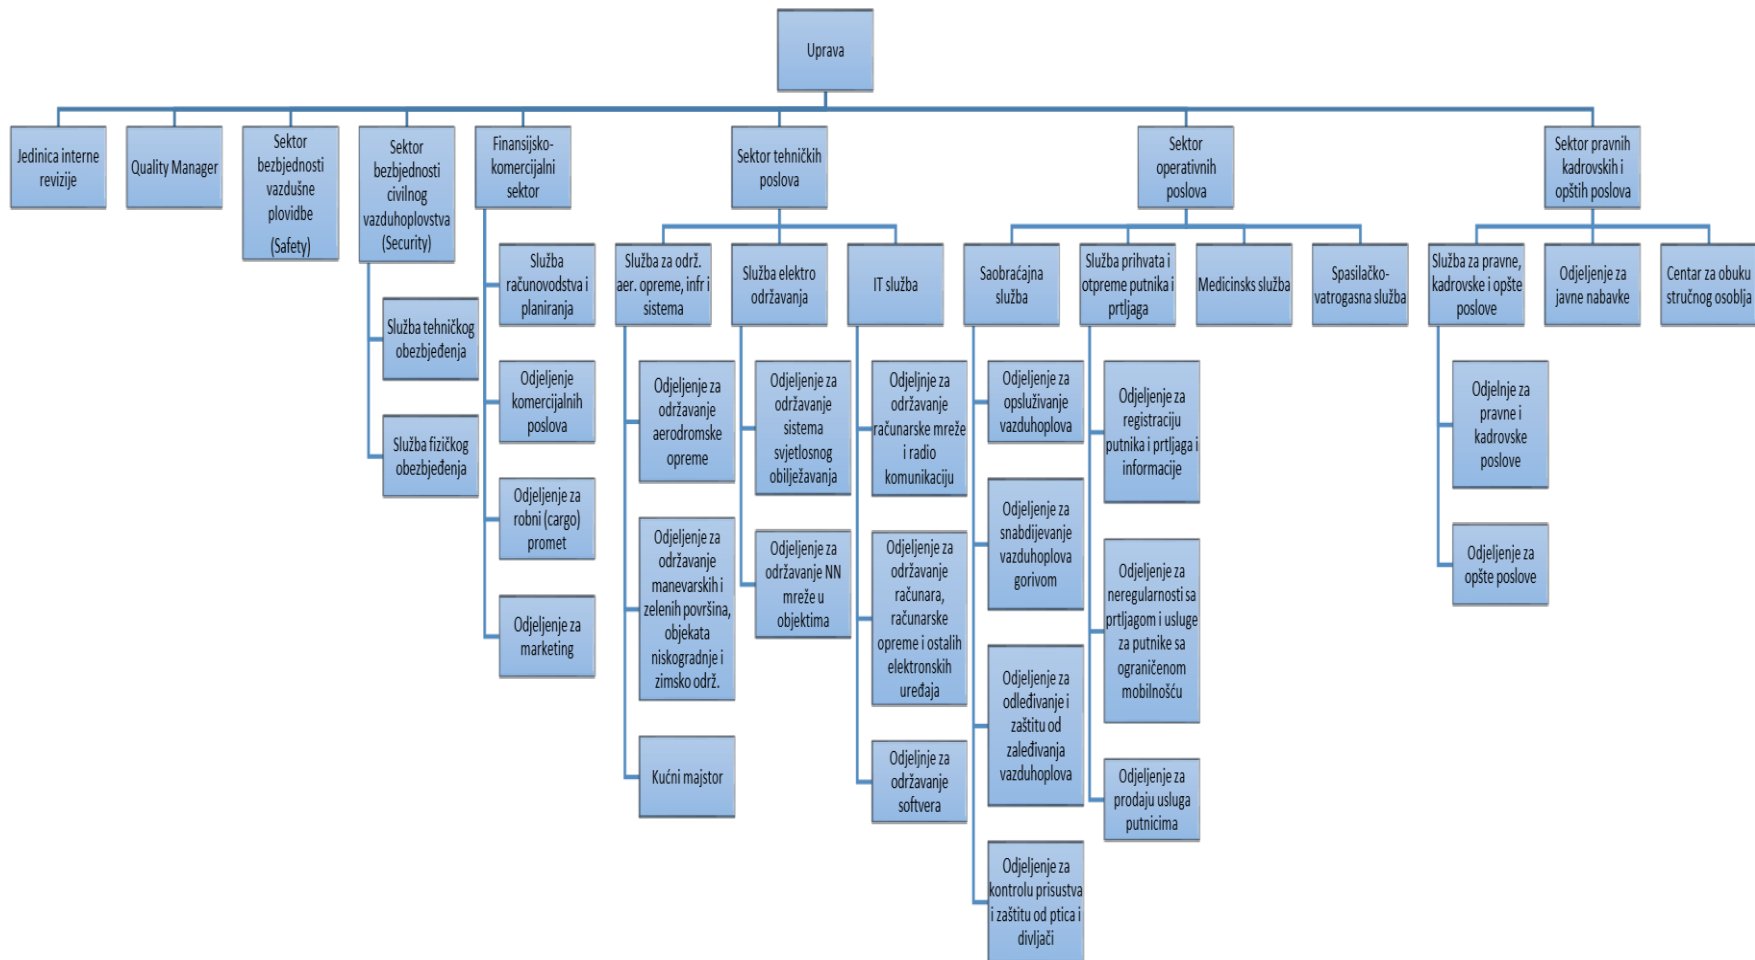 Uprava
Jedinica interne
revizije
Quality Manager
Sektor
bezbjednosti
vazdušne
plovidbe
(Safety)
Sektor
bezbjednosti
civilnog
vazduhoplovstva
(Security)
Finansijsko-
komercijalni
sektor
Sektor tehničkih
poslova
Sektor
operativnih
poslova
Sektor pravnih
kadrovskih i
opštih poslova
Služba tehničkog
obezbjeđenja
Služba fizičkog
obezbjeđenja
Služba
računovodstva i
planiranja
Odjeljenje
komercijalnih
poslova
Odjeljenje za
robni (cargo)
promet
Odjeljenje za
marketing
Služba za održ.
aer. opreme, infr i
sistema
Odjeljenje za
održavanje
aerodromske
opreme
Odjeljenje za
održavanje
manevarskih i
zelenih površina,
objekata
niskogradnje i
zimsko održ.
Kućni majstor
Služba elektro
održavanja
Odjeljenje za
održavanje
sistema
svjetlosnog
obilježavanja
Odjeljenje za
održavanje NN
mreže u
objektima
IT služba
Odjeljnje za
održavanje
računarske mreže
i radio
komunikaciju
Odjeljenje za
održavanje
računara,
računarske
opreme i ostalih
elektronskih
uređaja
Odjeljnje za
održavanje
softvera
Saobraćajna
služba
Odjeljenje za
opsluživanje
vazduhoplova
Odjeljenje za
snabdijevanje
vazduhoplova
gorivom
Odjeljenje za
odleđivanje i
zaštitu od
zaleđivanja
vazduhoplova
Odjeljenje za
kontrolu prisustva
i zaštitu od ptica i
divljači
Služba prihvata i
otpreme putnika i
prtljaga
Odjeljenje za
registraciju
putnika i prtljaga i
informacije
Odjeljenje za
neregularnosti sa
prtljagom i usluge
za putnike sa
ograničenom
mobilnošću
Odjeljenje za
prodaju usluga
putnicima
Medicinsks služba
Spasilačko-
vatrogasna služba
Služba za pravne,
kadrovske i opšte
poslove
Odjelnje za
pravne i
kadrovske
poslove
Odjeljenje za
opšte poslove
Odjeljenje za
javne nabavke
Centar za obuku
stručnog osoblja